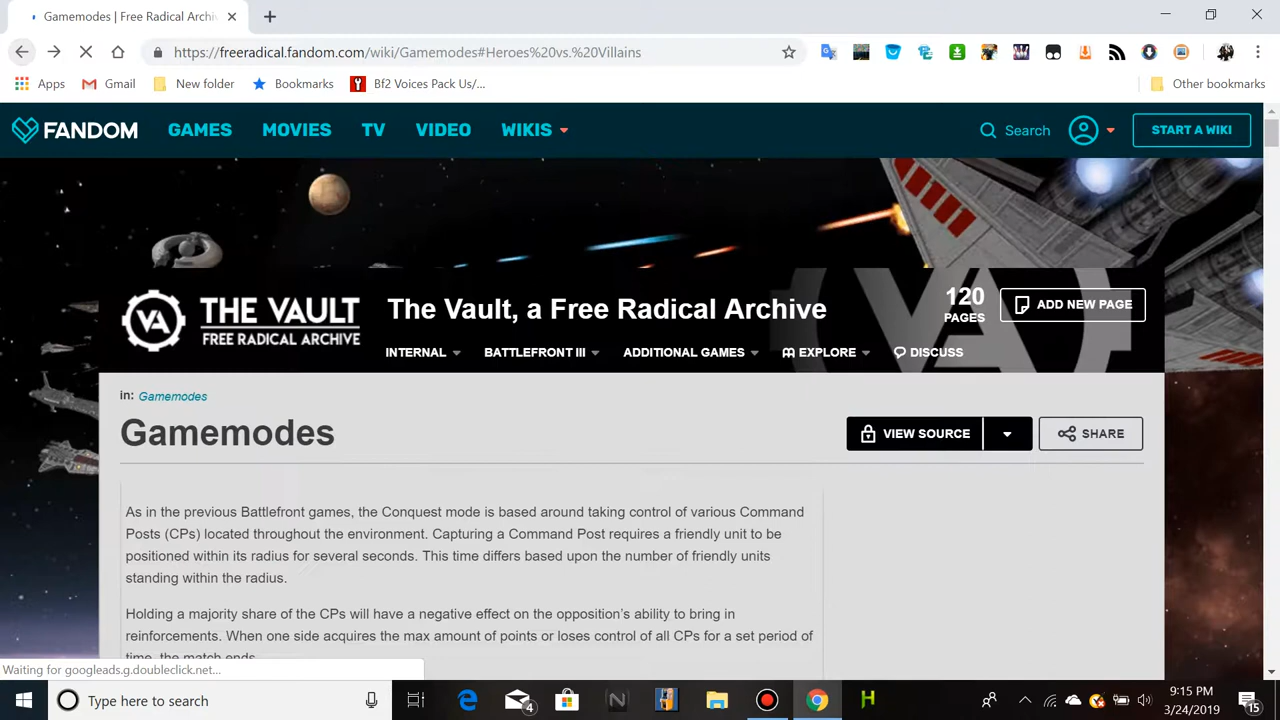 Gamemodes | Free Radical Archiv
https://freeradical.fandom.com/wiki/Gamemodes#Heroes%20vs.%20Villains
Apps Gmail New folder Bookmarks Bf2 Voices Pack Us/... Other bookmarks
FANDOM GAMES MOVIES TV VIDEO WIKIS Search START A WIKI
THE VAULT
FREE RADICAL ARCHIVE
VA
The Vault, a Free Radical Archive
120
PAGES
ADD NEW PAGE
INTERNAL BATTLEFRONT III ADDITIONAL GAMES EXPLORE DISCUSS
in: Gamemodes
Gamemodes
VIEW SOURCE SHARE
As in the previous Battlefront games, the Conquest mode is based around taking control of various Command
Posts (CPs) located throughout the environment. Capturing a Command Post requires a friendly unit to be
positioned within its radius for several seconds. This time differs based upon the number of friendly units
standing within the radius.
Holding a majority share of the CPs will have a negative effect on the opposition's ability to bring in
reinforcements. When one side acquires the max amount of points or loses control of all CPs for a set period of
time, the match ends.
Waiting for googleads.g.doubleclick.net...
Type here to search
4
9:15 PM
3/24/2019
15